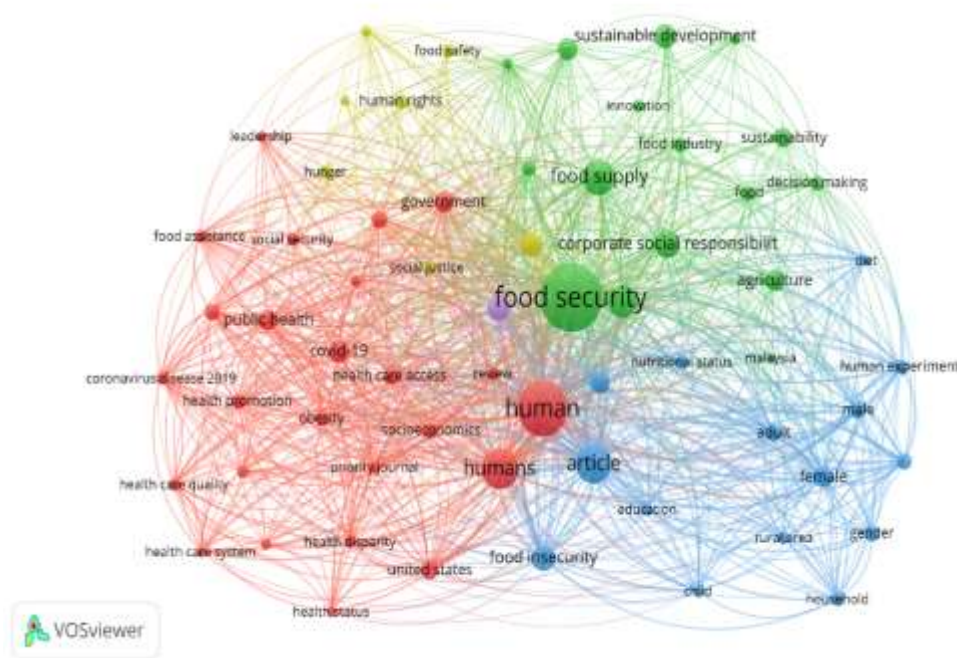 sustainable development
food safety
human rights
innovation
leadership
food industry
sustainability
hunger
food supply
food
decision making
government
food assistance
social security
corporate social responsibilit
diet
social justice
agriculture
food security
public health
covid-19
nutritional status
malaysia
human experiment
coronavirus disease 2019
health care access
review
health promotion
human
male
obesity
socioeconomics
adult
priority journal
humans
article
female
health care quality
education
gender
health disparity
rural area
health care system
food insecurity
united states
child
household
health status
VOSviewer